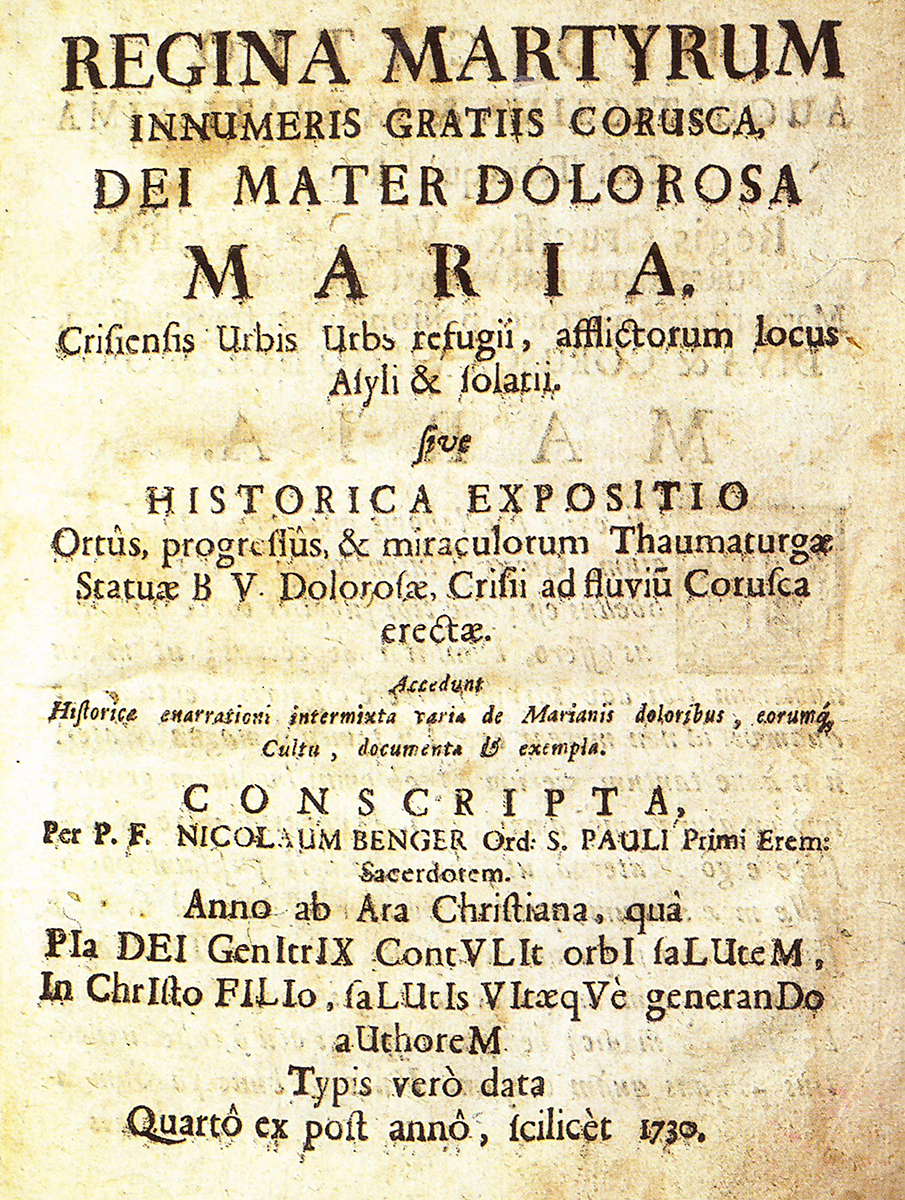 REGINA MARTYRUM
INNUMERIS GRATIIS CORUSCA,
DEI MATER DOLOROSA
MARIA.
Crisiensis Urbis Urbs refugii, afflictorum locus
Aſyli & ſolatii.
ſive
HISTORICA EXPOSITIO
Ortûs, progreſſûs, & miraculorum Thaumaturgæ
Statuæ B V. Doloroſæ, Criſii ad fluviū Coruſca
erectæ.
Accedunt
Hiſtoricæ enarrationi intermixta varia de Marianis doloribus, eorumq́;
Cultu, documenta & exempla.
CONSCRIPTA,
Per P. F. NICOLAUM BENGER Ord: S. PAULI Primi Erem:
Sacerdotem.
Anno ab Ara Chriſtiana, quâ
PIa DEI GenItrIX ContVLIt orbI ſaLUteM,
In ChrIſto FILIo, ſaLUtIs VItæqVè generanDo
aUthoreM
Typis verò data
Quartô ex poſt annô, ſcilicèt 1730.